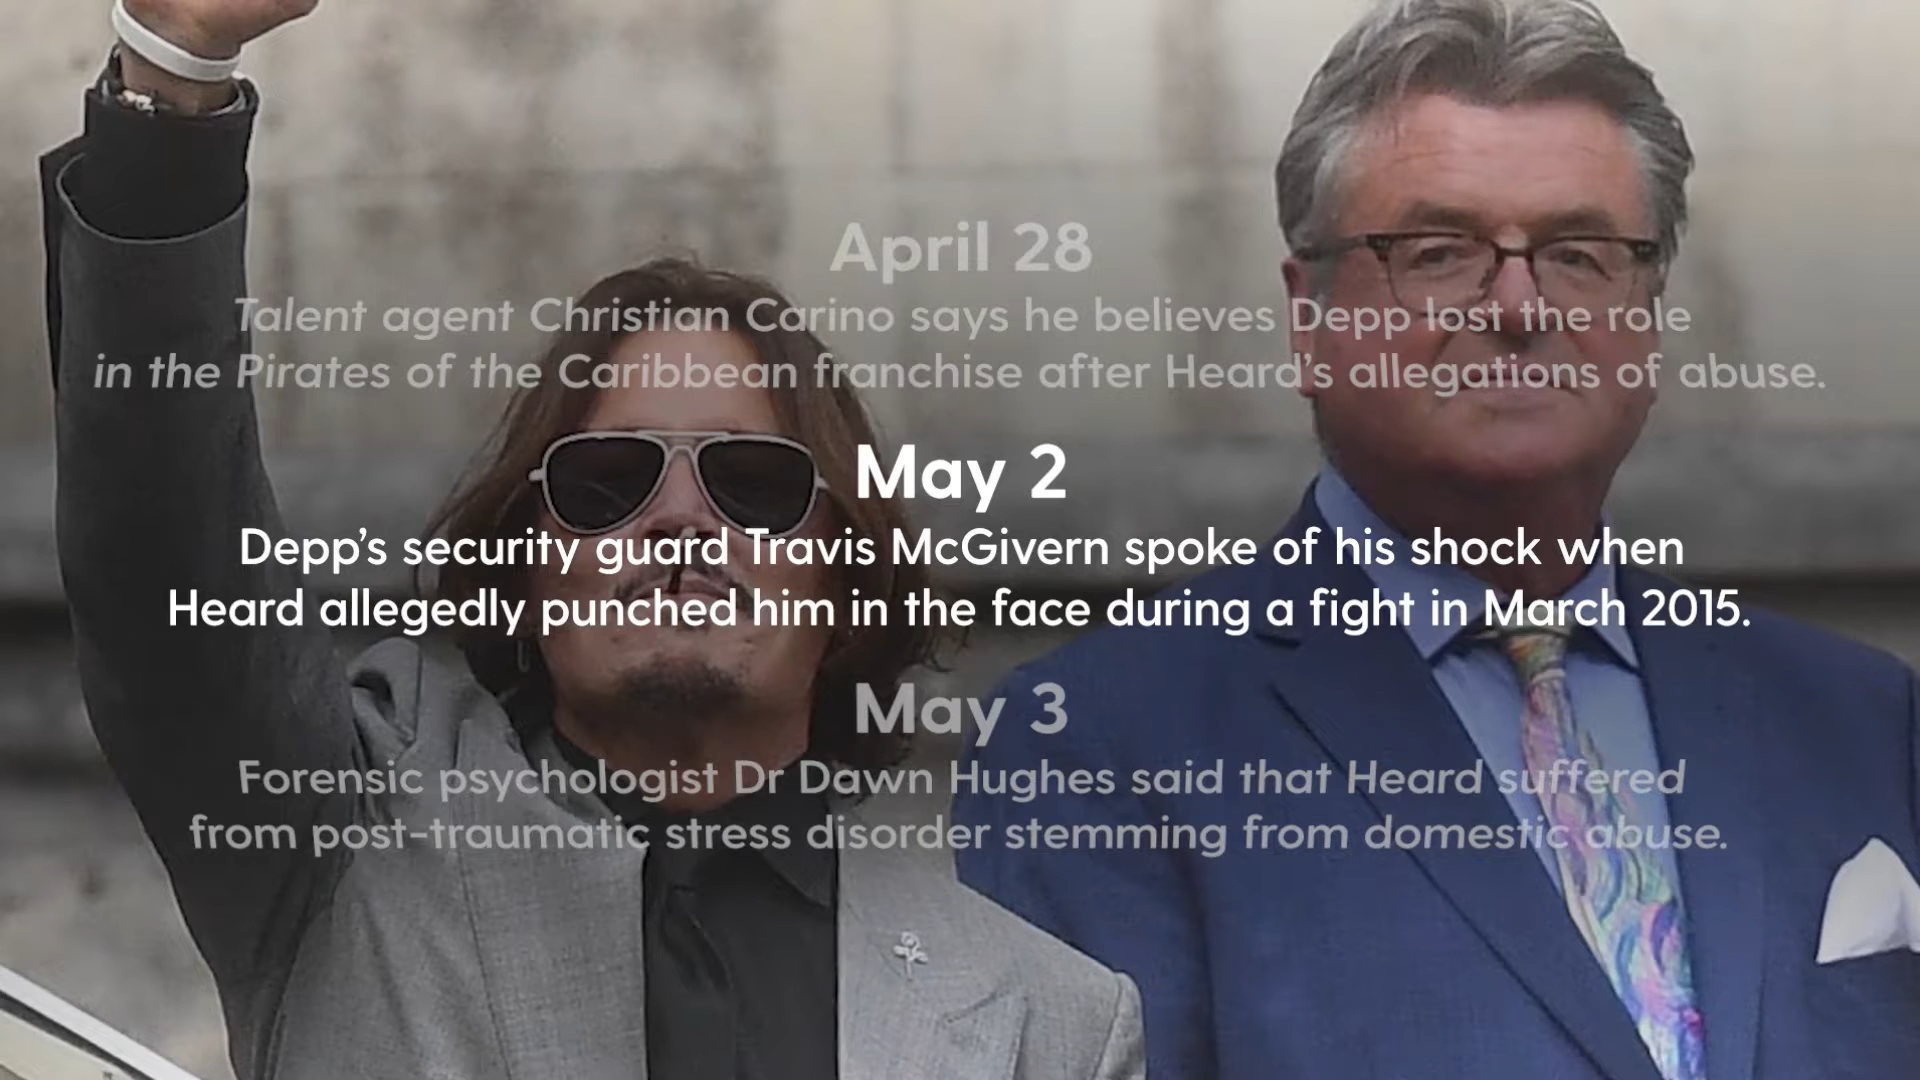 April 28
Talent agent Christian Carino says he believes Depp lost the role
in the Pirates of the Caribbean franchise after Heard's allegations of abuse.
May 2
Depp's security guard Travis McGivern spoke of his shock when
Heard allegedly punched him in the face during a fight in March 2015.
May 3
Forensic psychologist Dr Dawn Hughes said that Heard suffered
from post-traumatic stress disorder stemming from domestic abuse.